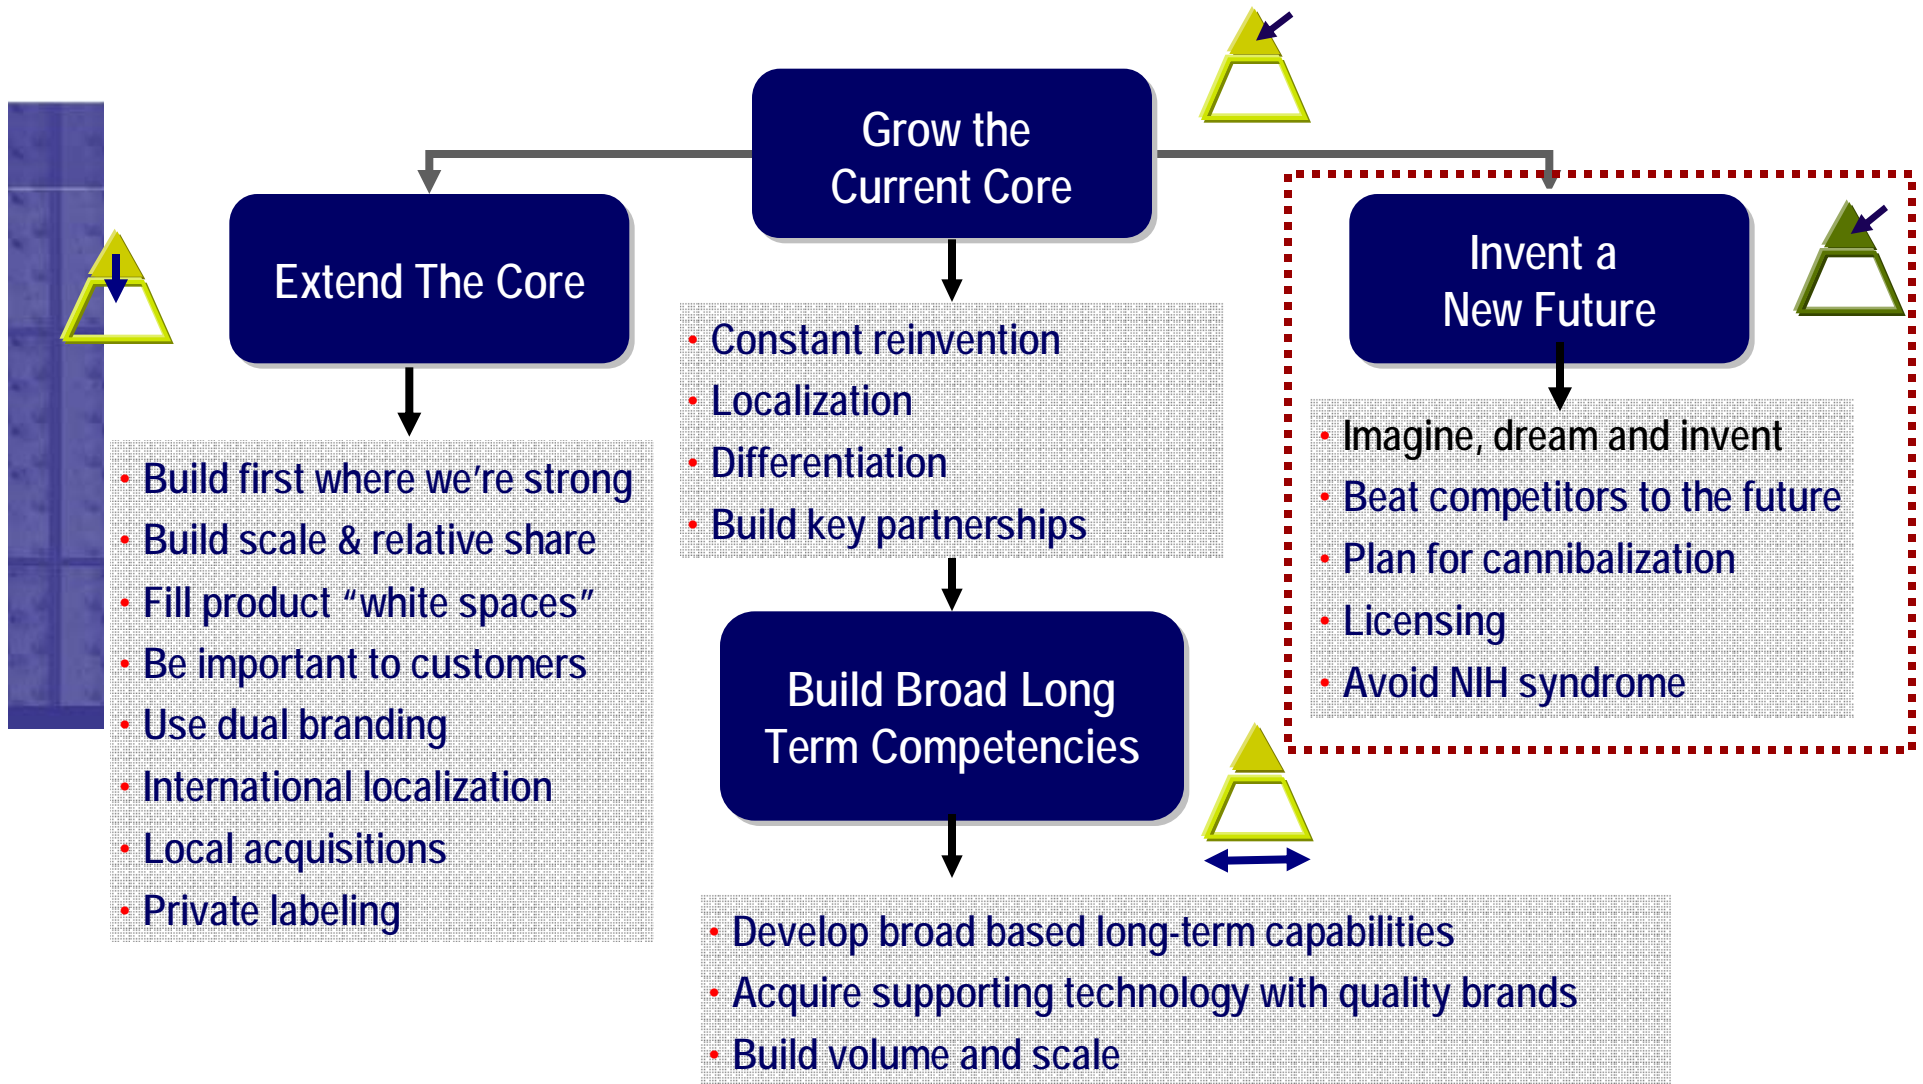 Grow the
Current Core
Extend The Core
Invent a
New Future
• Constant reinvention
• Localization
• Differentiation
• Build key partnerships
• Build first where we’re strong
• Build scale & relative share
• Fill product “white spaces”
• Be important to customers
• Use dual branding
• International localization
• Local acquisitions
• Private labeling
• Imagine, dream and invent
• Beat competitors to the future
• Plan for cannibalization
• Licensing
• Avoid NIH syndrome
Build Broad Long
Term Competencies
• Develop broad based long-term capabilities
• Acquire supporting technology with quality brands
• Build volume and scale